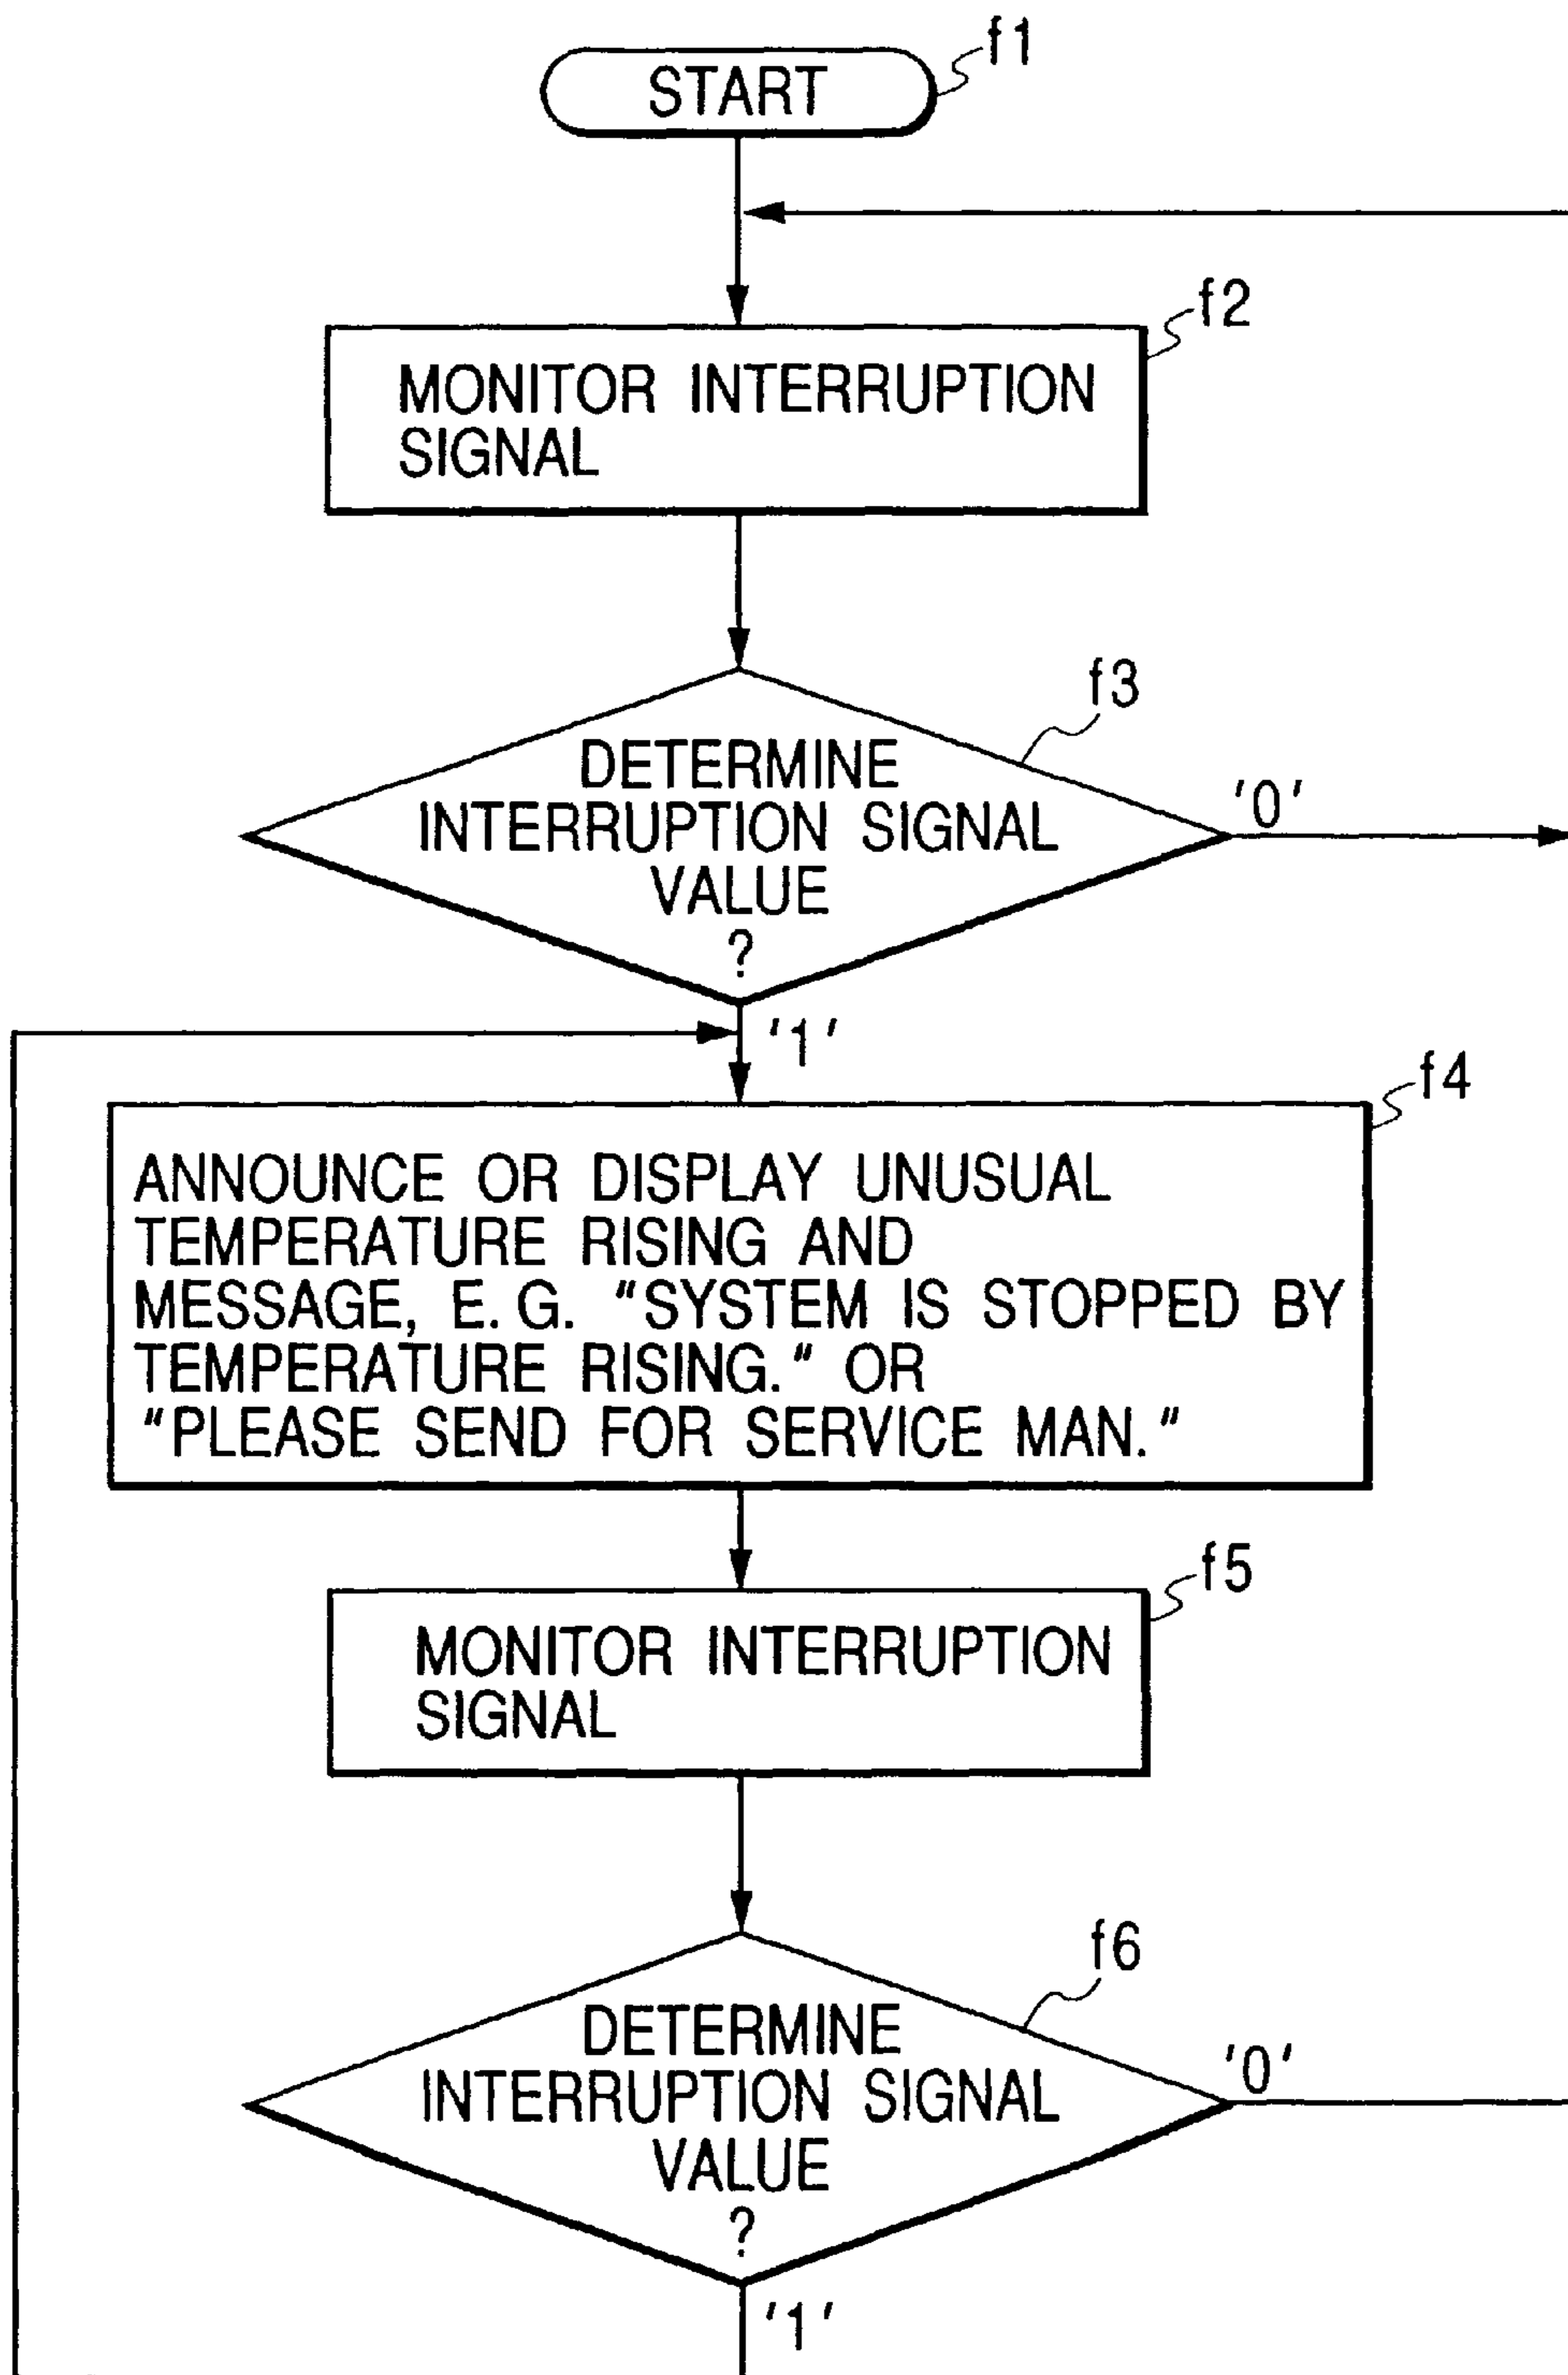 f1
START
f2
MONITOR INTERRUPTION
SIGNAL
f3
DETERMINE
INTERRUPTION SIGNAL
VALUE
?
'0'
'1'
f4
ANNOUNCE OR DISPLAY UNUSUAL
TEMPERATURE RISING AND
MESSAGE, E.G. "SYSTEM IS STOPPED BY
TEMPERATURE RISING." OR
"PLEASE SEND FOR SERVICE MAN."
f5
MONITOR INTERRUPTION
SIGNAL
f6
DETERMINE
INTERRUPTION SIGNAL
VALUE
?
'0'
'1'